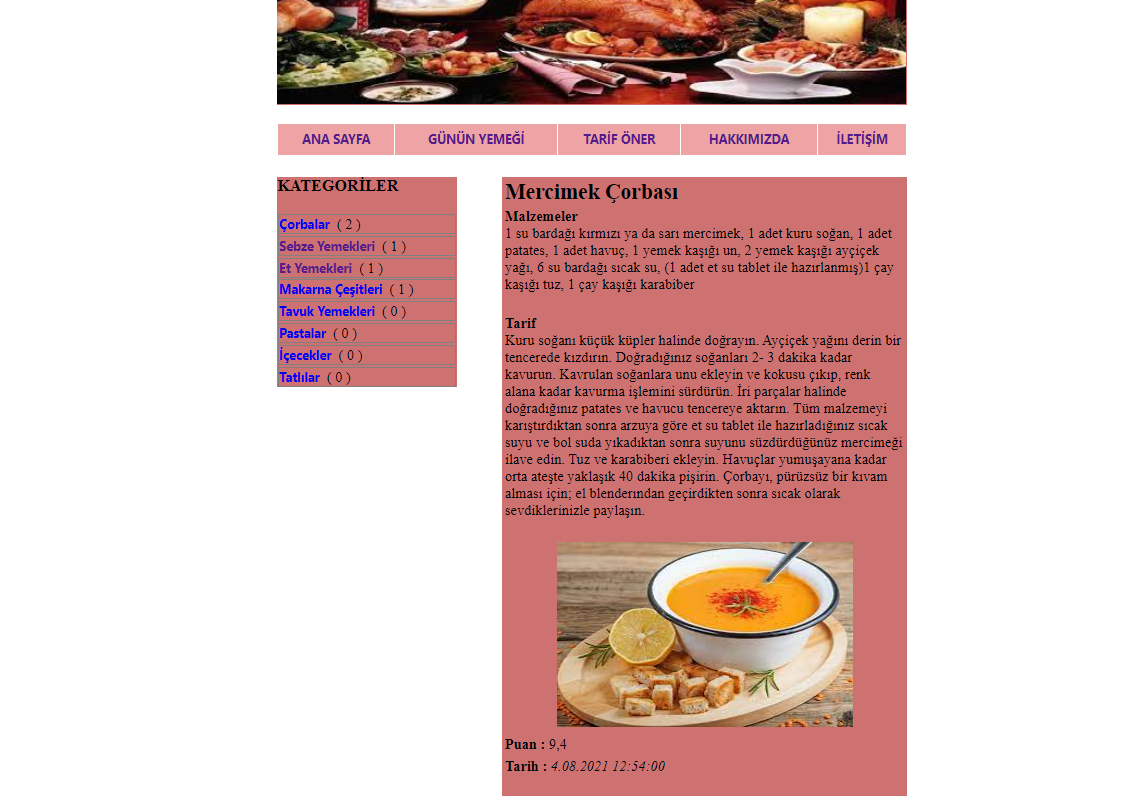 ANA SAYFA GÜNÜN YEMEĞİ TARİF ÖNER HAKKIMIZDA İLETİŞİM
KATEGORİLER
Çorbalar ( 2 )
Sebze Yemekleri ( 1 )
Et Yemekleri ( 1 )
Makarna Çeşitleri ( 1 )
Tavuk Yemekleri ( 0 )
Pastalar ( 0 )
İçecekler ( 0 )
Tatlılar ( 0 )
Mercimek Çorbası
Malzemeler
1 su bardağı kırmızı ya da sarı mercimek, 1 adet kuru soğan, 1 adet
patates, 1 adet havuç, 1 yemek kaşığı un, 2 yemek kaşığı ayçiçek
yağı, 6 su bardağı sıcak su, (1 adet et su tablet ile hazırlanmış)1 çay
kaşığı tuz, 1 çay kaşığı karabiber
Tarif
Kuru soğanı küçük küpler halinde doğrayın. Ayçiçek yağını derin bir
tencerede kızdırın. Doğradığınız soğanları 2- 3 dakika kadar
kavurun. Kavrulan soğanlara unu ekleyin ve kokusu çıkıp, renk
alana kadar kavurma işlemini sürdürün. İri parçalar halinde
doğradığınız patates ve havucu tencereye aktarın. Tüm malzemeyi
karıştırdıktan sonra arzuya göre et su tablet ile hazırladığınız sıcak
suyu ve bol suda yıkadıktan sonra suyunu süzdürdüğünüz mercimeği
ilave edin. Tuz ve karabiberi ekleyin. Havuçlar yumuşayana kadar
orta ateşte yaklaşık 40 dakika pişirin. Çorbayı, pürüzsüz bir kıvam
alması için; el blenderından geçirdikten sonra sıcak olarak
sevdiklerinizle paylaşın.
Puan : 9,4
Tarih : 4.08.2021 12:54:00